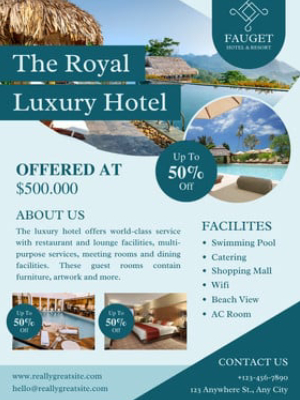 FAUGET
HOTEL & RESORT
The Royal
Luxury Hotel
Up To
50%
Off
OFFERED AT
$500.000
ABOUT US
The luxury hotel offers world-class service
with restaurant and lounge facilities, multi-
purpose services, meeting rooms and dining
facilities. These guest rooms contain
furniture, artwork and more.
FACILITES
• Swimming Pool
• Catering
• Shopping Mall
• Wifi
• Beach View
• AC Room
Up To
50%
Off
Up To
50%
Off
www.reallygreatsite.com
hello@reallygreatsite.com
CONTACT US
+123-456-7890
123 Anywhere St., Any City